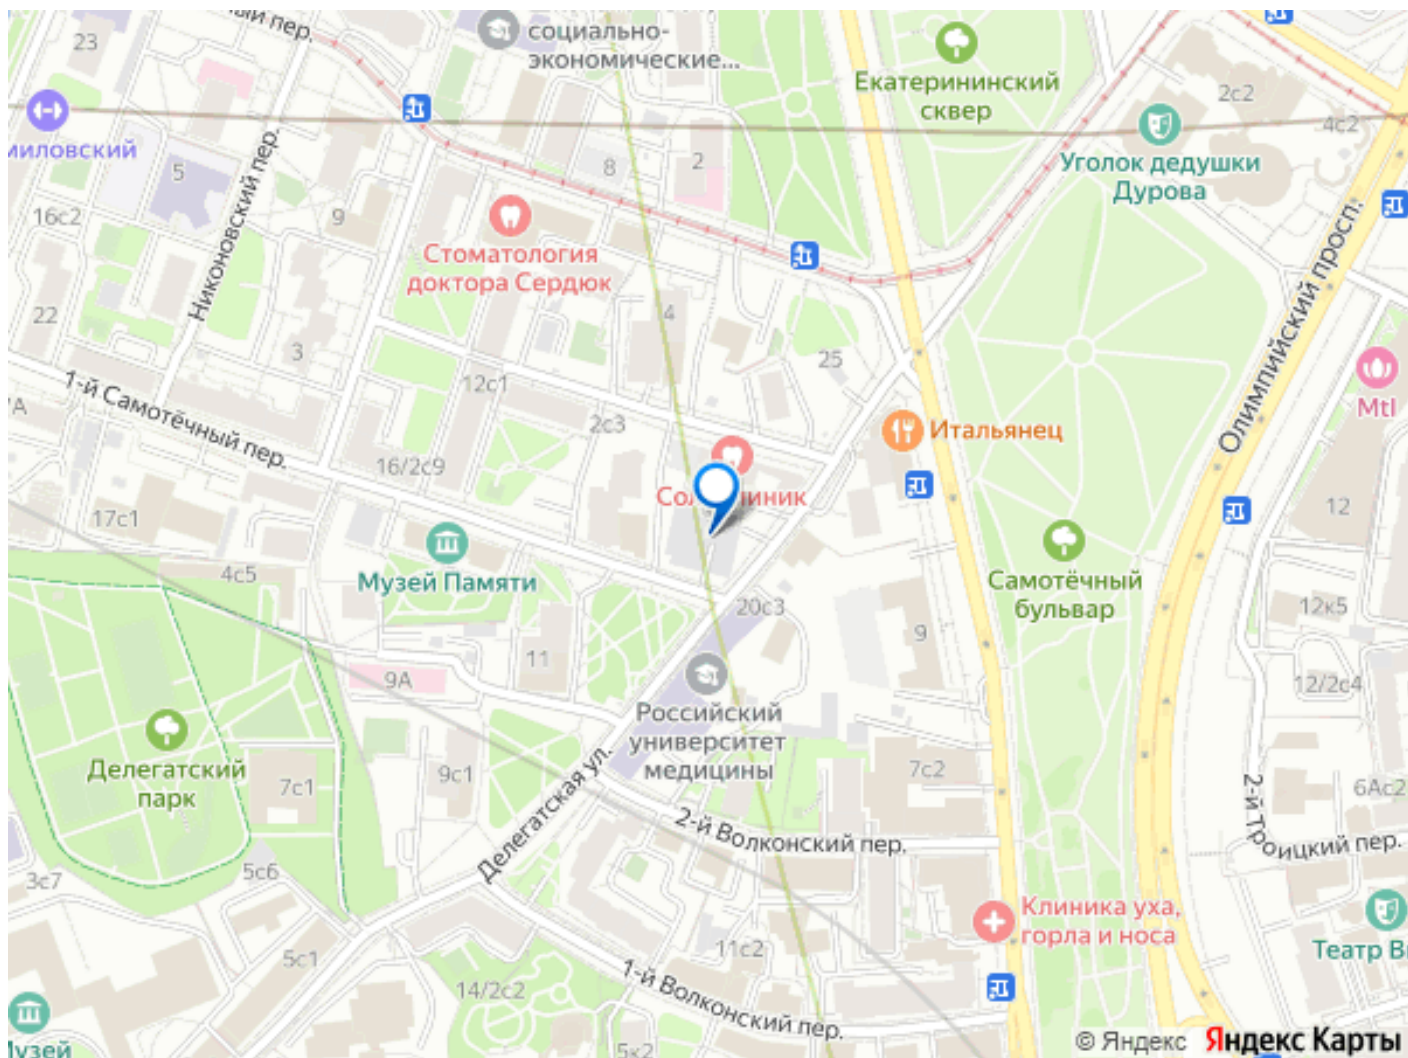 ый пер.
23
социально-
экономические...
Екатерининский
сквер
2с2
4с2
Уголок дедушки
Дурова
миловский
5
8
2
Никоновский пер.
16с2
9
Стоматология
доктора Сердюк
Олимпийский просп.
22
3
4
25
1-й Самотёчный пер.
12с1
2с3
Итальянец
Mtl
16/2с9
17с1
12
Музей Памяти
4с5
Самотёчный
бульвар
20с3
12к5
9
11
9А
12/2с4
Российский
университет
медицины
Делегатский
парк
7с1
9с1
7с2
6Ас2
Делегатская ул.
2-й Волконский пер.
2-й Троицкий пер.
3с7
5с6
Клиника уха,
горла и носа
11с2
Театр В
5с1
14/2с2
1-й Волконский пер.
Музей
5к2
© Яндекс Яндекс Карты